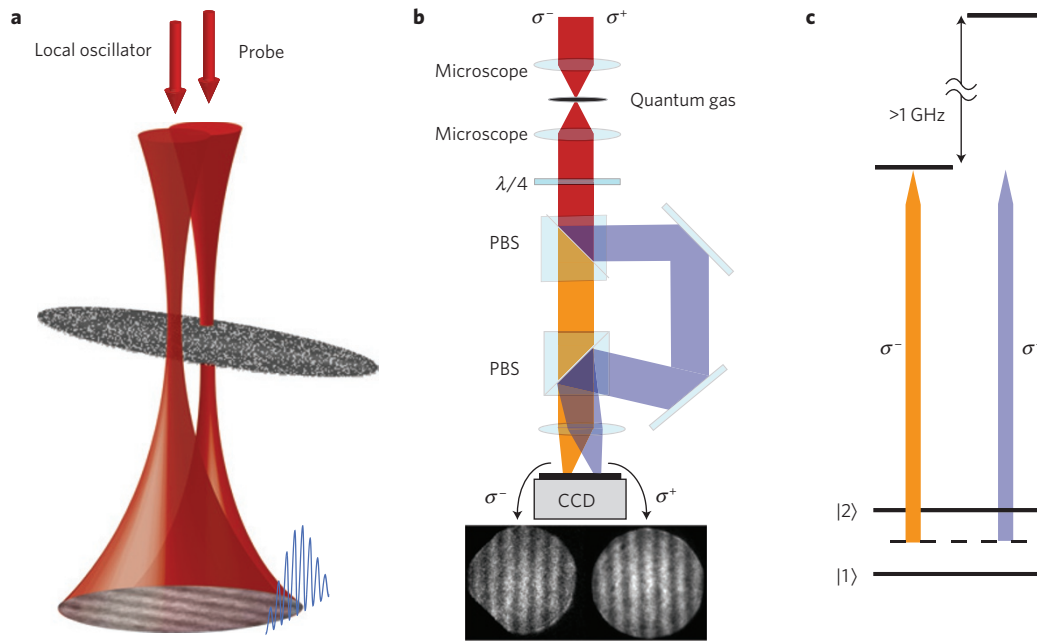 a
Local oscillator
Probe
b
σ⁻
σ⁺
Microscope
Quantum gas
Microscope
λ/4
PBS
PBS
σ⁻
CCD
σ⁺
c
>1 GHz
σ⁻
|2⟩
|1⟩